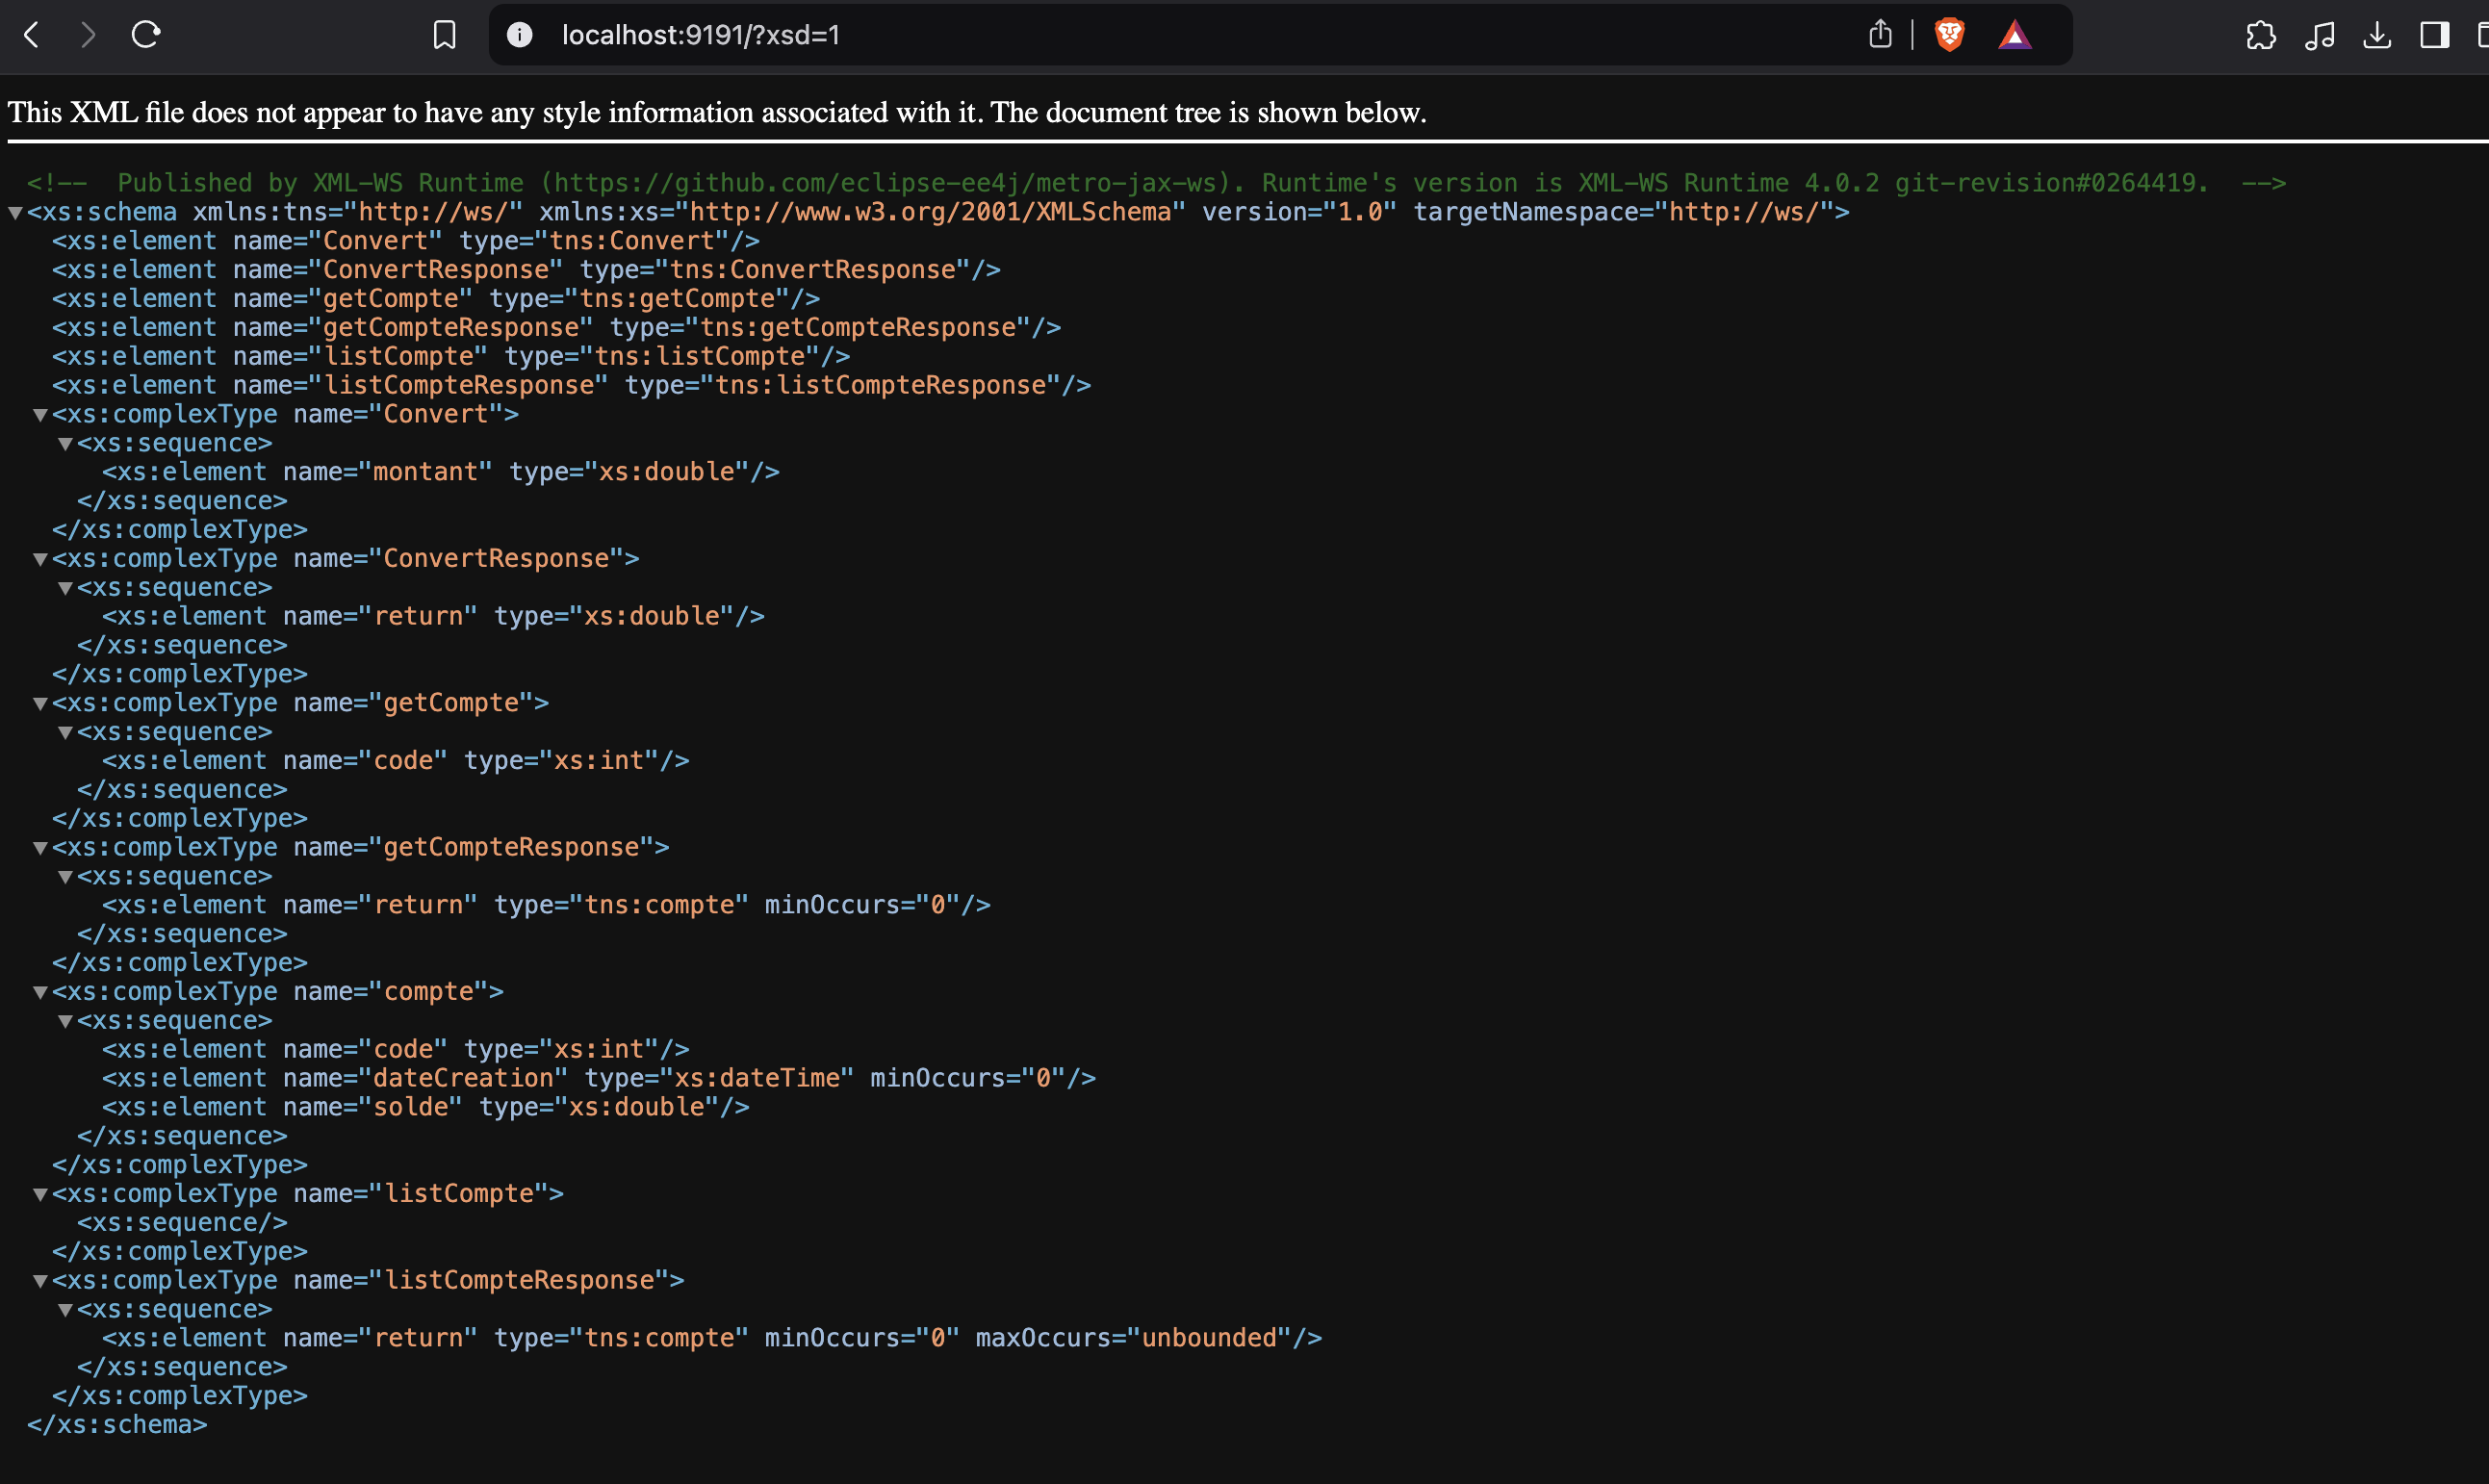 localhost:9191/?xsd=1
This XML file does not appear to have any style information associated with it. The document tree is shown below.
<!--  Published by XML-WS Runtime (https://github.com/eclipse-ee4j/metro-jax-ws). Runtime's version is XML-WS Runtime 4.0.2 git-revision#0264419.  -->
<xs:schema xmlns:tns="http://ws/" xmlns:xs="http://www.w3.org/2001/XMLSchema" version="1.0" targetNamespace="http://ws/">
<xs:element name="Convert" type="tns:Convert"/>
<xs:element name="ConvertResponse" type="tns:ConvertResponse"/>
<xs:element name="getCompte" type="tns:getCompte"/>
<xs:element name="getCompteResponse" type="tns:getCompteResponse"/>
<xs:element name="listCompte" type="tns:listCompte"/>
<xs:element name="listCompteResponse" type="tns:listCompteResponse"/>
<xs:complexType name="Convert">
<xs:sequence>
<xs:element name="montant" type="xs:double"/>
</xs:sequence>
</xs:complexType>
<xs:complexType name="ConvertResponse">
<xs:sequence>
<xs:element name="return" type="xs:double"/>
</xs:sequence>
</xs:complexType>
<xs:complexType name="getCompte">
<xs:sequence>
<xs:element name="code" type="xs:int"/>
</xs:sequence>
</xs:complexType>
<xs:complexType name="getCompteResponse">
<xs:sequence>
<xs:element name="return" type="tns:compte" minOccurs="0"/>
</xs:sequence>
</xs:complexType>
<xs:complexType name="compte">
<xs:sequence>
<xs:element name="code" type="xs:int"/>
<xs:element name="dateCreation" type="xs:dateTime" minOccurs="0"/>
<xs:element name="solde" type="xs:double"/>
</xs:sequence>
</xs:complexType>
<xs:complexType name="listCompte">
<xs:sequence/>
</xs:complexType>
<xs:complexType name="listCompteResponse">
<xs:sequence>
<xs:element name="return" type="tns:compte" minOccurs="0" maxOccurs="unbounded"/>
</xs:sequence>
</xs:complexType>
</xs:schema>